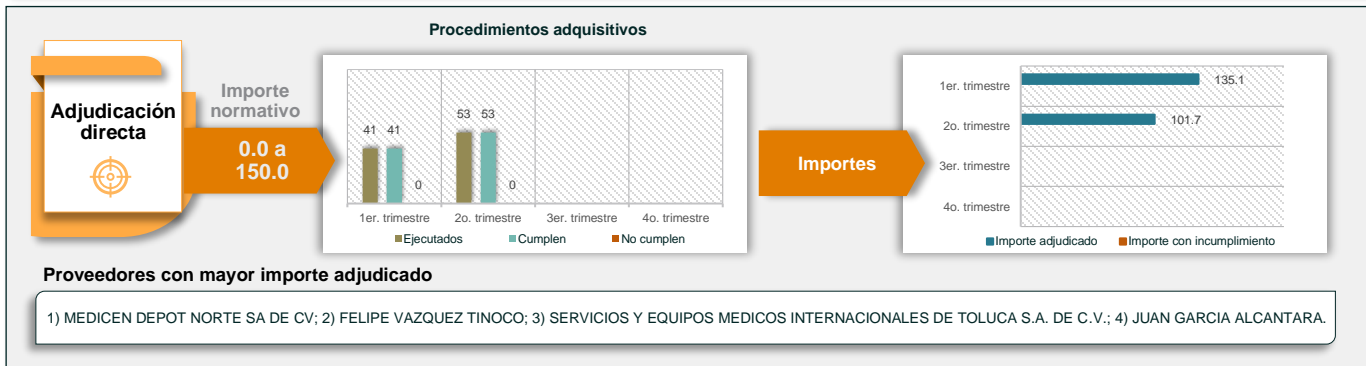 Procedimientos adquisitivos
Adjudicación
directa
Importe
normativo
0.0 a
150.0
41 41
0
53 53
0
1er. trimestre 2o. trimestre 3er. trimestre 4o. trimestre
Ejecutados Cumplen No cumplen
Importes
1er. trimestre 135.1
2o. trimestre 101.7
3er. trimestre
4o. trimestre
Importe adjudicado Importe con incumplimiento
Proveedores con mayor importe adjudicado
1) MEDICEN DEPOT NORTE SA DE CV; 2) FELIPE VAZQUEZ TINOCO; 3) SERVICIOS Y EQUIPOS MEDICOS INTERNACIONALES DE TOLUCA S.A. DE C.V.; 4) JUAN GARCIA ALCANTARA.